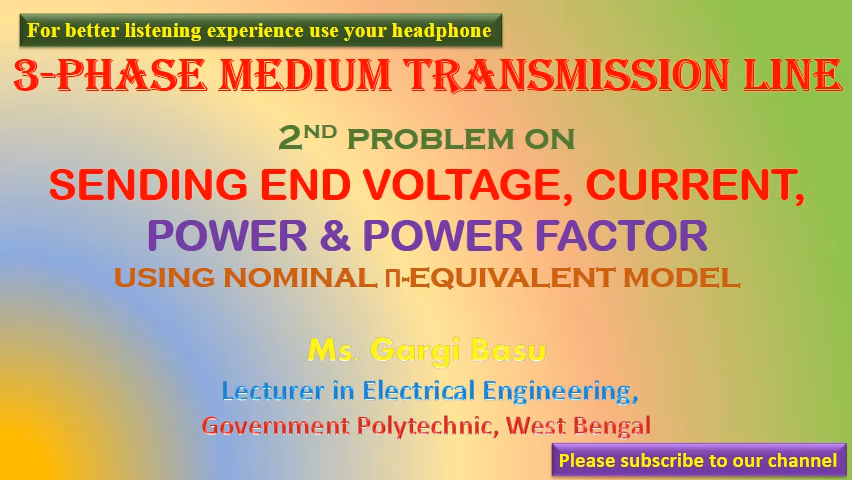 For better listening experience use your headphone
3-PHASE MEDIUM TRANSMISSION LINE
2ND PROBLEM ON
SENDING END VOLTAGE, CURRENT,
POWER & POWER FACTOR
USING NOMINAL Π-EQUIVALENT MODEL
Ms. Gargi Basu
Lecturer in Electrical Engineering,
Government Polytechnic, West Bengal
Please subscribe to our channel